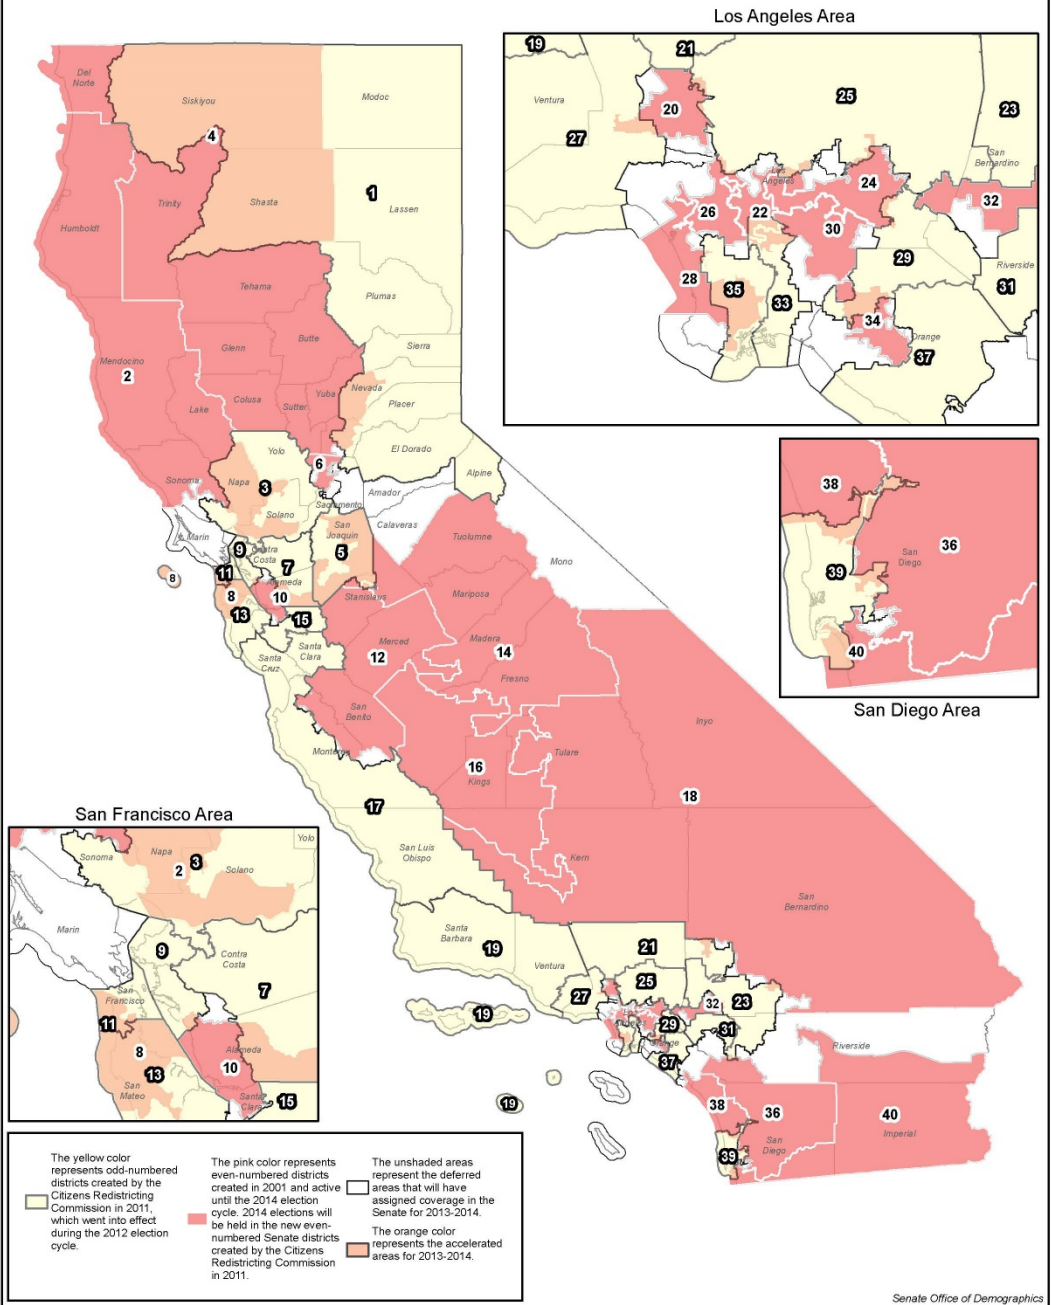 Los Angeles Area
19
21
Ventura
20
25
23
27
San
Bernardino
Los
Angeles
24
32
26
22
30
29
Riverside
28
35
33
31
34
Orange
37
Del
Norte
Siskiyou
Modoc
4
1
Trinity
Shasta
Lassen
Humboldt
Tehama
Plumas
Butte
Glenn
Sierra
Mendocino
2
Nevada
Colusa
Yuba
Lake
Sutter
Placer
Yolo
El Dorado
6
Sonoma
Napa
3
Alpine
Sacramento
Amador
Solano
San
Joaquin
Calaveras
Marin
Tuolumne
9
Contra
Costa
5
Mono
7
8
11
Alameda
8
10
Stanislaus
Mariposa
13
15
Merced
Madera
Santa
Clara
12
14
Santa
Cruz
Fresno
San
Benito
Inyo
Monterey
Tulare
16
Kings
18
17
San Luis
Obispo
Kern
San
Bernardino
Santa
Barbara
19
21
Ventura
25
27
32
23
19
29
31
Orange
Riverside
37
19
38
36
40
Imperial
San
Diego
39
38
36
San
Diego
39
40
San Diego Area
San Francisco Area
Yolo
Sonoma
Napa
3
2
Solano
Marin
9
Contra
Costa
7
San
Francisco
11
8
Alameda
10
13
San
Mateo
Santa
Clara
15
The yellow color
represents odd-numbered
districts created by the
Citizens Redistricting
Commission in 2011,
which went into effect
during the 2012 election
cycle.
The pink color represents
even-numbered districts
created in 2001 and active
until the 2014 election
cycle. 2014 elections will
be held in the new even-
numbered Senate districts
created by the Citizens
Redistricting Commission
in 2011.
The unshaded areas
represent the deferred
areas that will have
assigned coverage in the
Senate for 2013-2014.
The orange color
represents the accelerated
areas for 2013-2014.
Senate Office of Demographics